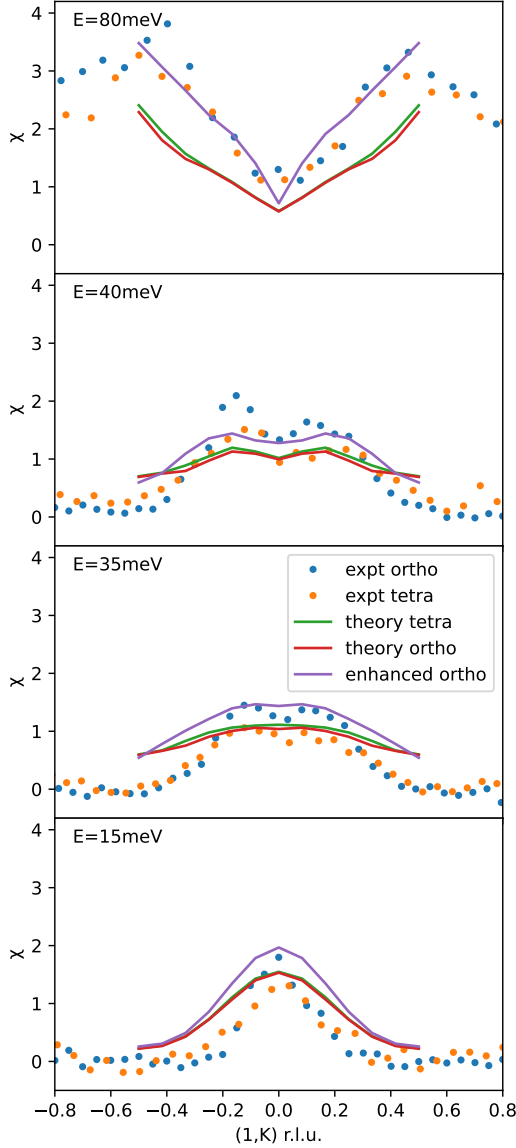 E=80meV
4
3
2
1
0
χ
E=40meV
4
3
2
1
0
χ
E=35meV
4
3
2
1
0
χ
expt ortho
expt tetra
theory tetra
theory ortho
enhanced ortho
E=15meV
4
3
2
1
0
χ
−0.8 −0.6 −0.4 −0.2 0.0 0.2 0.4 0.6 0.8
(1,K) r.l.u.